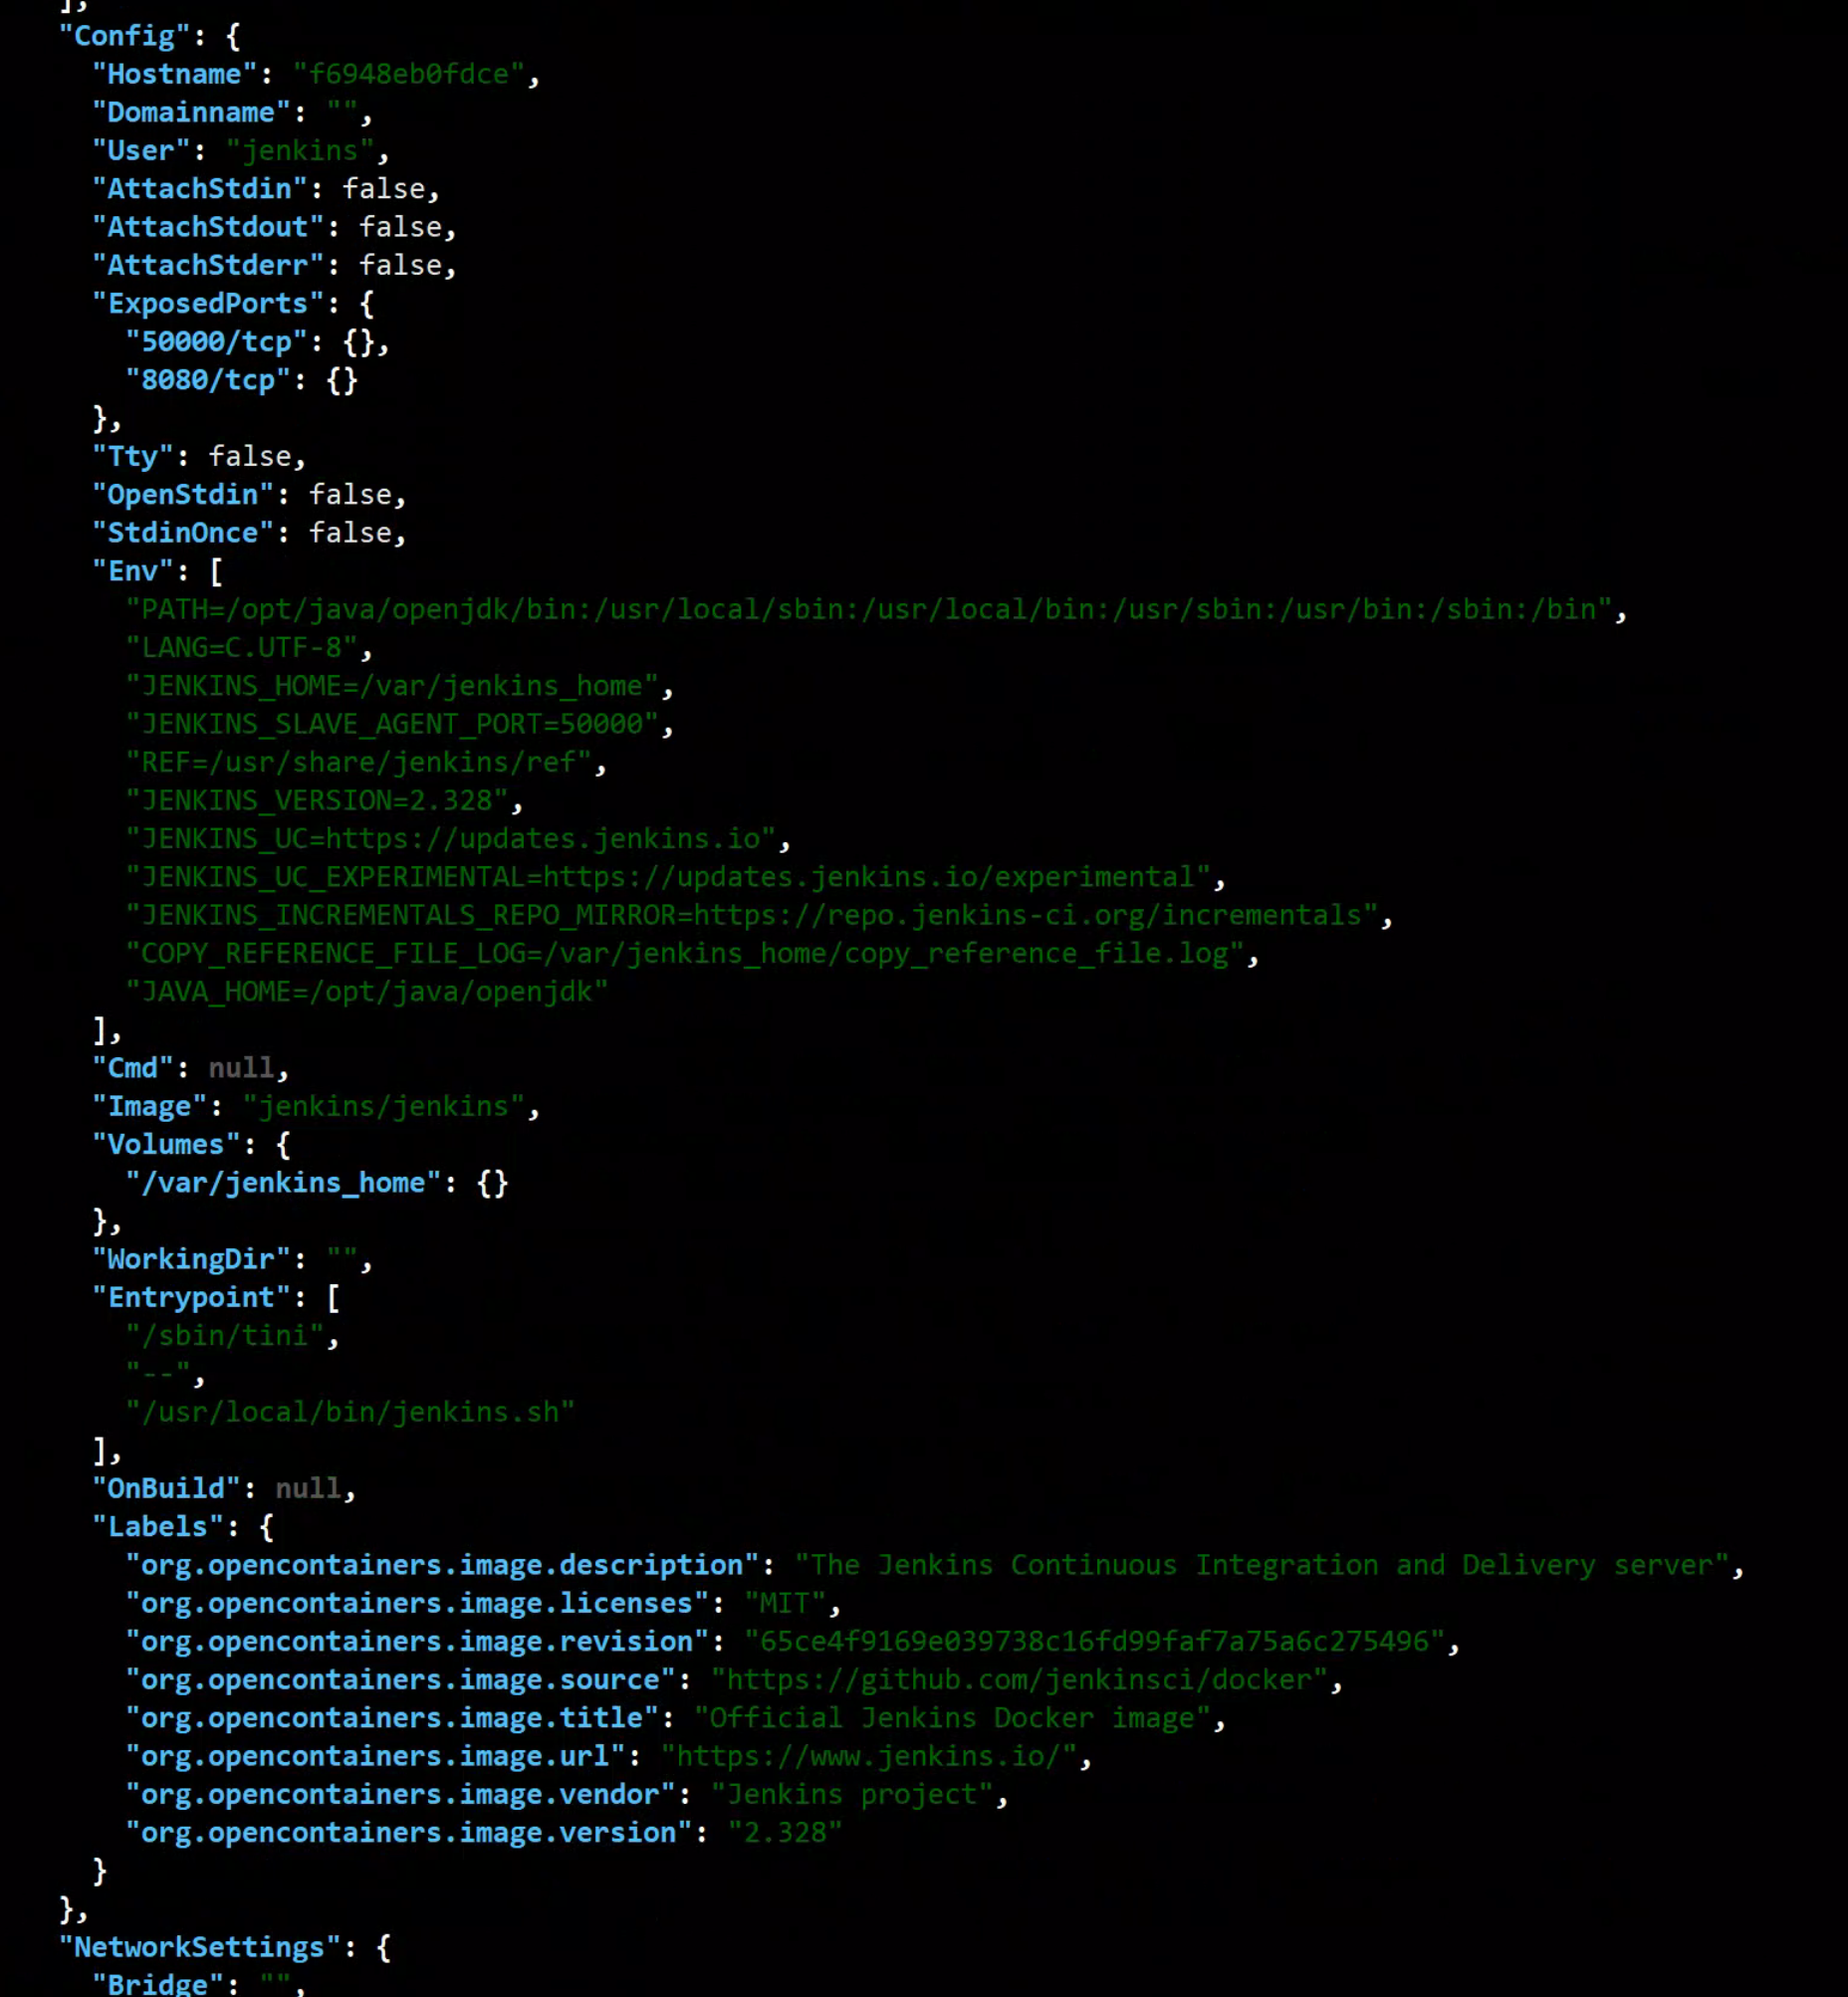 ],
"Config": {
"Hostname": "f6948eb0fdce",
"Domainname": "",
"User": "jenkins",
"AttachStdin": false,
"AttachStdout": false,
"AttachStderr": false,
"ExposedPorts": {
"50000/tcp": {},
"8080/tcp": {}
},
"Tty": false,
"OpenStdin": false,
"StdinOnce": false,
"Env": [
"PATH=/opt/java/openjdk/bin:/usr/local/sbin:/usr/local/bin:/usr/sbin:/usr/bin:/sbin:/bin",
"LANG=C.UTF-8",
"JENKINS_HOME=/var/jenkins_home",
"JENKINS_SLAVE_AGENT_PORT=50000",
"REF=/usr/share/jenkins/ref",
"JENKINS_VERSION=2.328",
"JENKINS_UC=https://updates.jenkins.io",
"JENKINS_UC_EXPERIMENTAL=https://updates.jenkins.io/experimental",
"JENKINS_INCREMENTALS_REPO_MIRROR=https://repo.jenkins-ci.org/incrementals",
"COPY_REFERENCE_FILE_LOG=/var/jenkins_home/copy_reference_file.log",
"JAVA_HOME=/opt/java/openjdk"
],
"Cmd": null,
"Image": "jenkins/jenkins",
"Volumes": {
"/var/jenkins_home": {}
},
"WorkingDir": "",
"Entrypoint": [
"/sbin/tini",
"--",
"/usr/local/bin/jenkins.sh"
],
"OnBuild": null,
"Labels": {
"org.opencontainers.image.description": "The Jenkins Continuous Integration and Delivery server",
"org.opencontainers.image.licenses": "MIT",
"org.opencontainers.image.revision": "65ce4f9169e039738c16fd99faf7a75a6c275496",
"org.opencontainers.image.source": "https://github.com/jenkinsci/docker",
"org.opencontainers.image.title": "Official Jenkins Docker image",
"org.opencontainers.image.url": "https://www.jenkins.io/",
"org.opencontainers.image.vendor": "Jenkins project",
"org.opencontainers.image.version": "2.328"
}
},
"NetworkSettings": {
"Bridge": "",